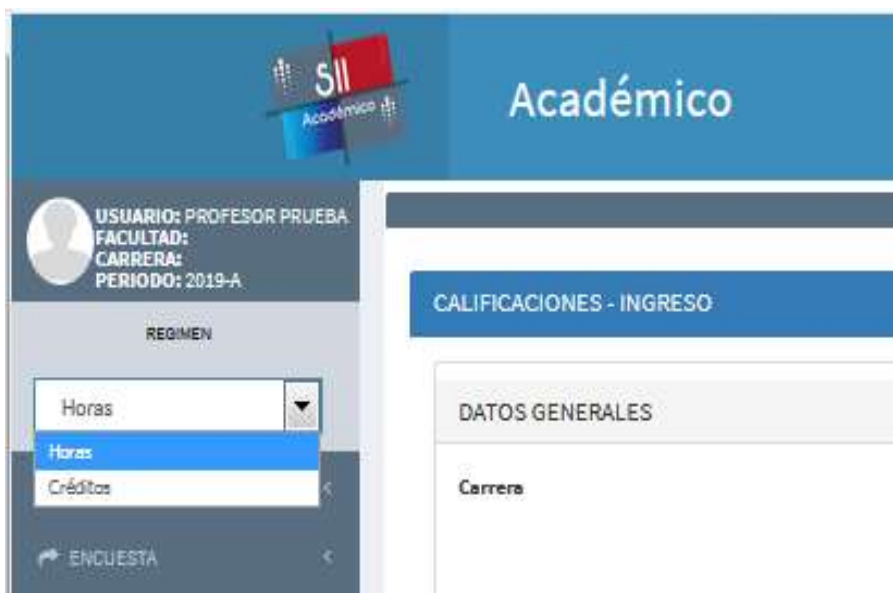 SII
Académico
Académico
USUARIO: PROFESOR PRUEBA
FACULTAD:
CARRERA:
PERIODO: 2019-A
REGIMEN
Horas
Horas
Créditos
ENCUESTA
CALIFICACIONES - INGRESO
DATOS GENERALES
Carrera